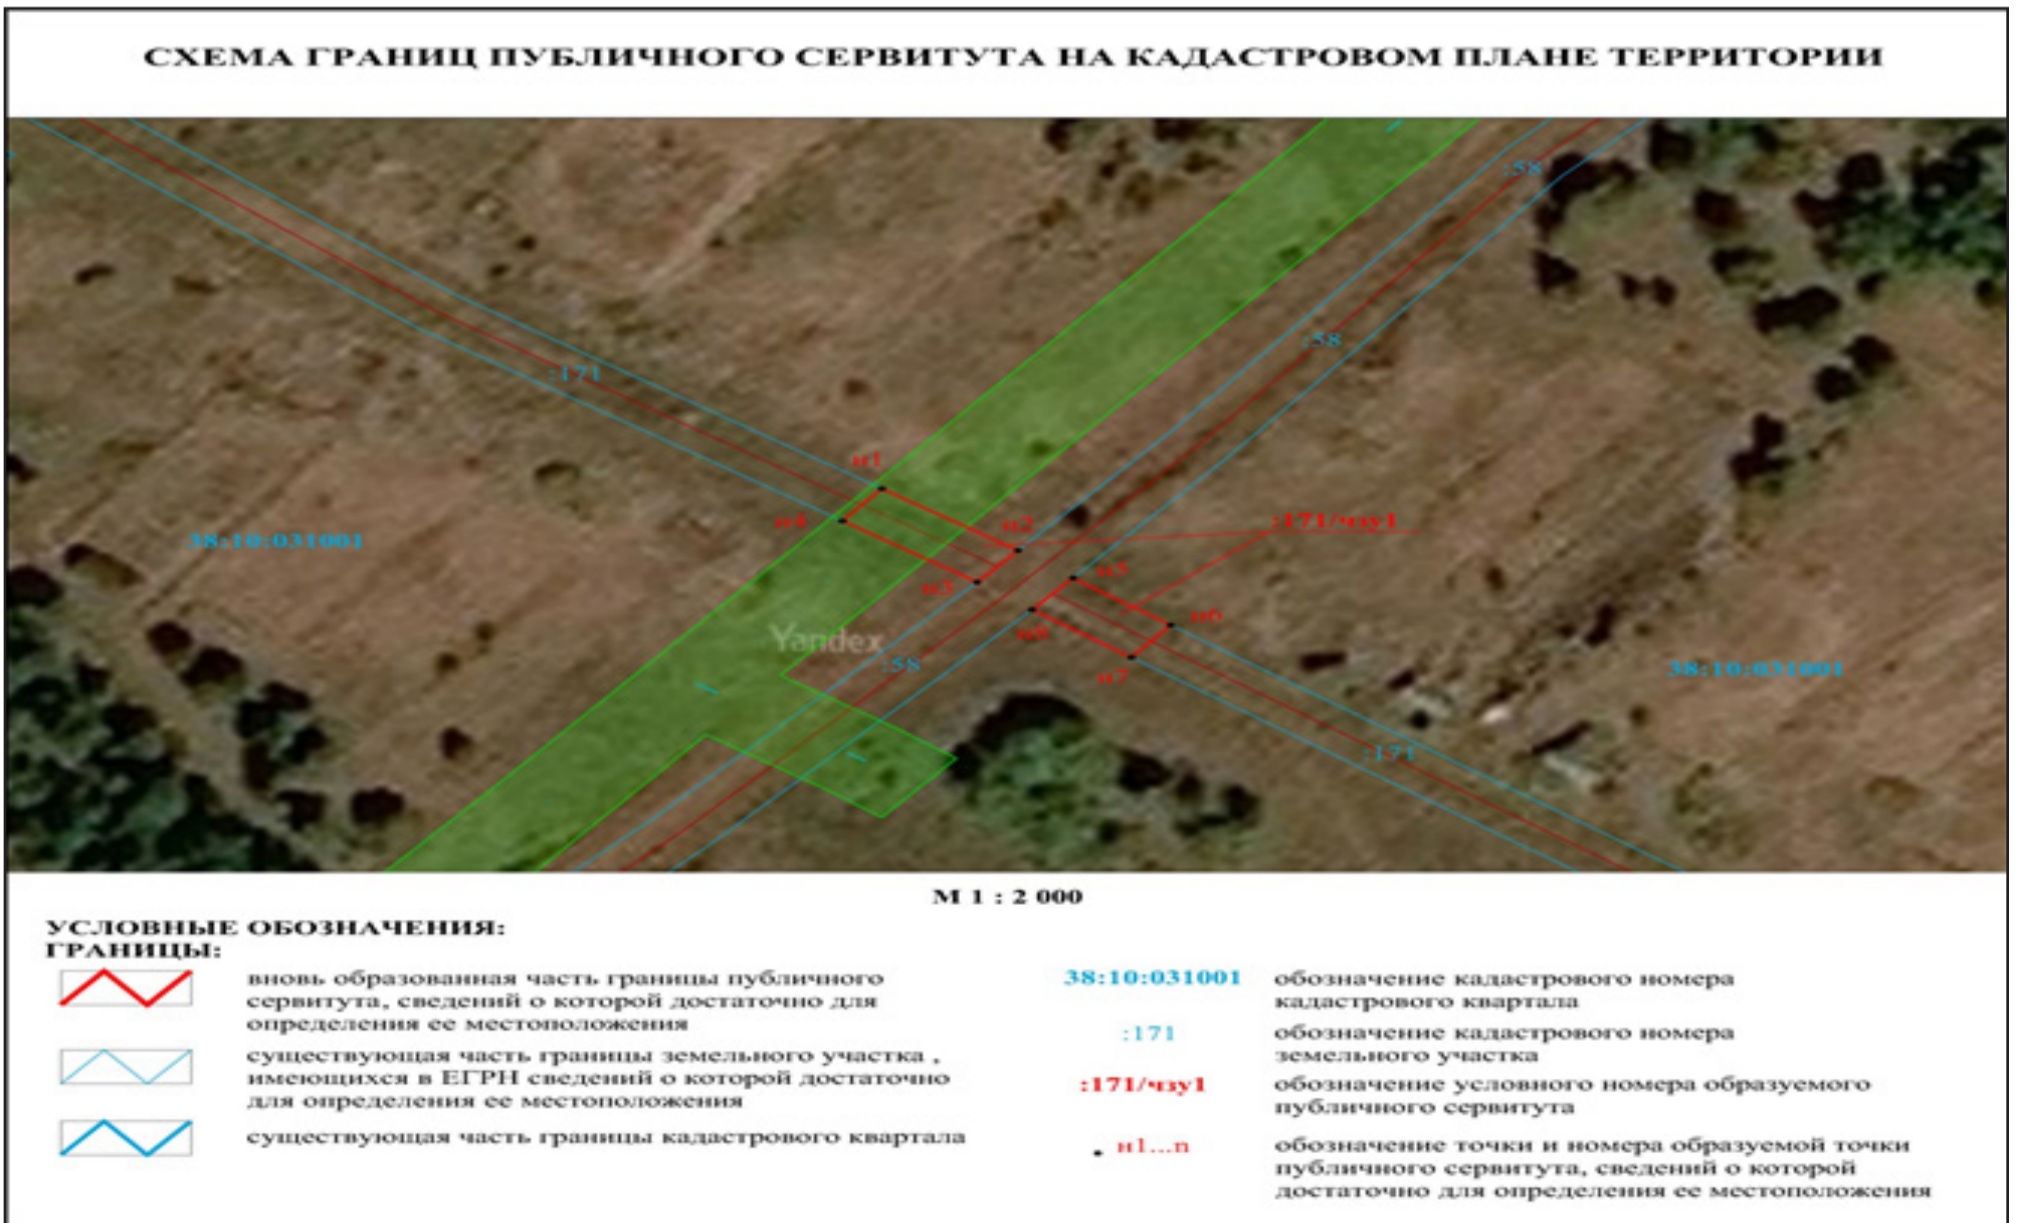 СХЕМА ГРАНИЦ ПУБЛИЧНОГО СЕРВИТУТА НА КАДАСТРОВОМ ПЛАНЕ ТЕРРИТОРИИ
:58
:58
:171
н1
н4
н2
:171/чзу1
38:10:031001
н3
н5
н6
н8
Yandex
:58
н7
38:10:031001
:171
М 1 : 2 000
УСЛОВНЫЕ ОБОЗНАЧЕНИЯ:
ГРАНИЦЫ:
вновь образованная часть границы публичного
сервитута, сведений о которой достаточно для
определения ее местоположения
существующая часть границы земельного участка ,
имеющихся в ЕГРН сведений о которой достаточно
для определения ее местоположения
существующая часть границы кадастрового квартала
38:10:031001 обозначение кадастрового номера
кадастрового квартала
:171 обозначение кадастрового номера
земельного участка
:171/чзу1 обозначение условного номера образуемого
публичного сервитута
н1...n обозначение точки и номера образуемой точки
публичного сервитута, сведений о которой
достаточно для определения ее местоположения